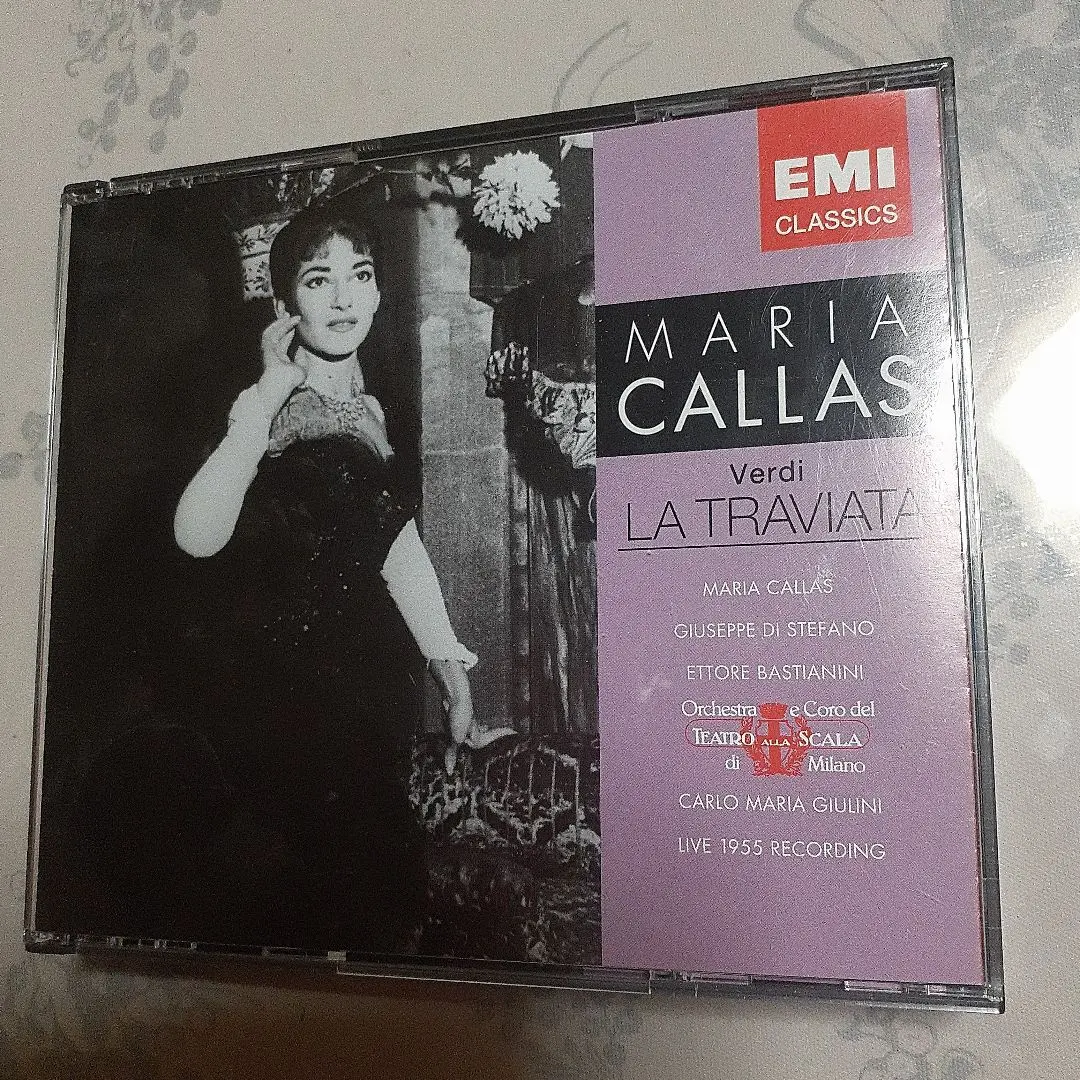 EMI
CLASSICS
MARIA
CALLAS
Verdi
LA TRAVIATA
MARIA CALLAS
GIUSEPPE DI STEFANO
ETTORE BASTIANINI
Orchestra e Coro del
TEATRO ALLA SCALA
di Milano
CARLO MARIA GIULINI
LIVE 1955 RECORDING